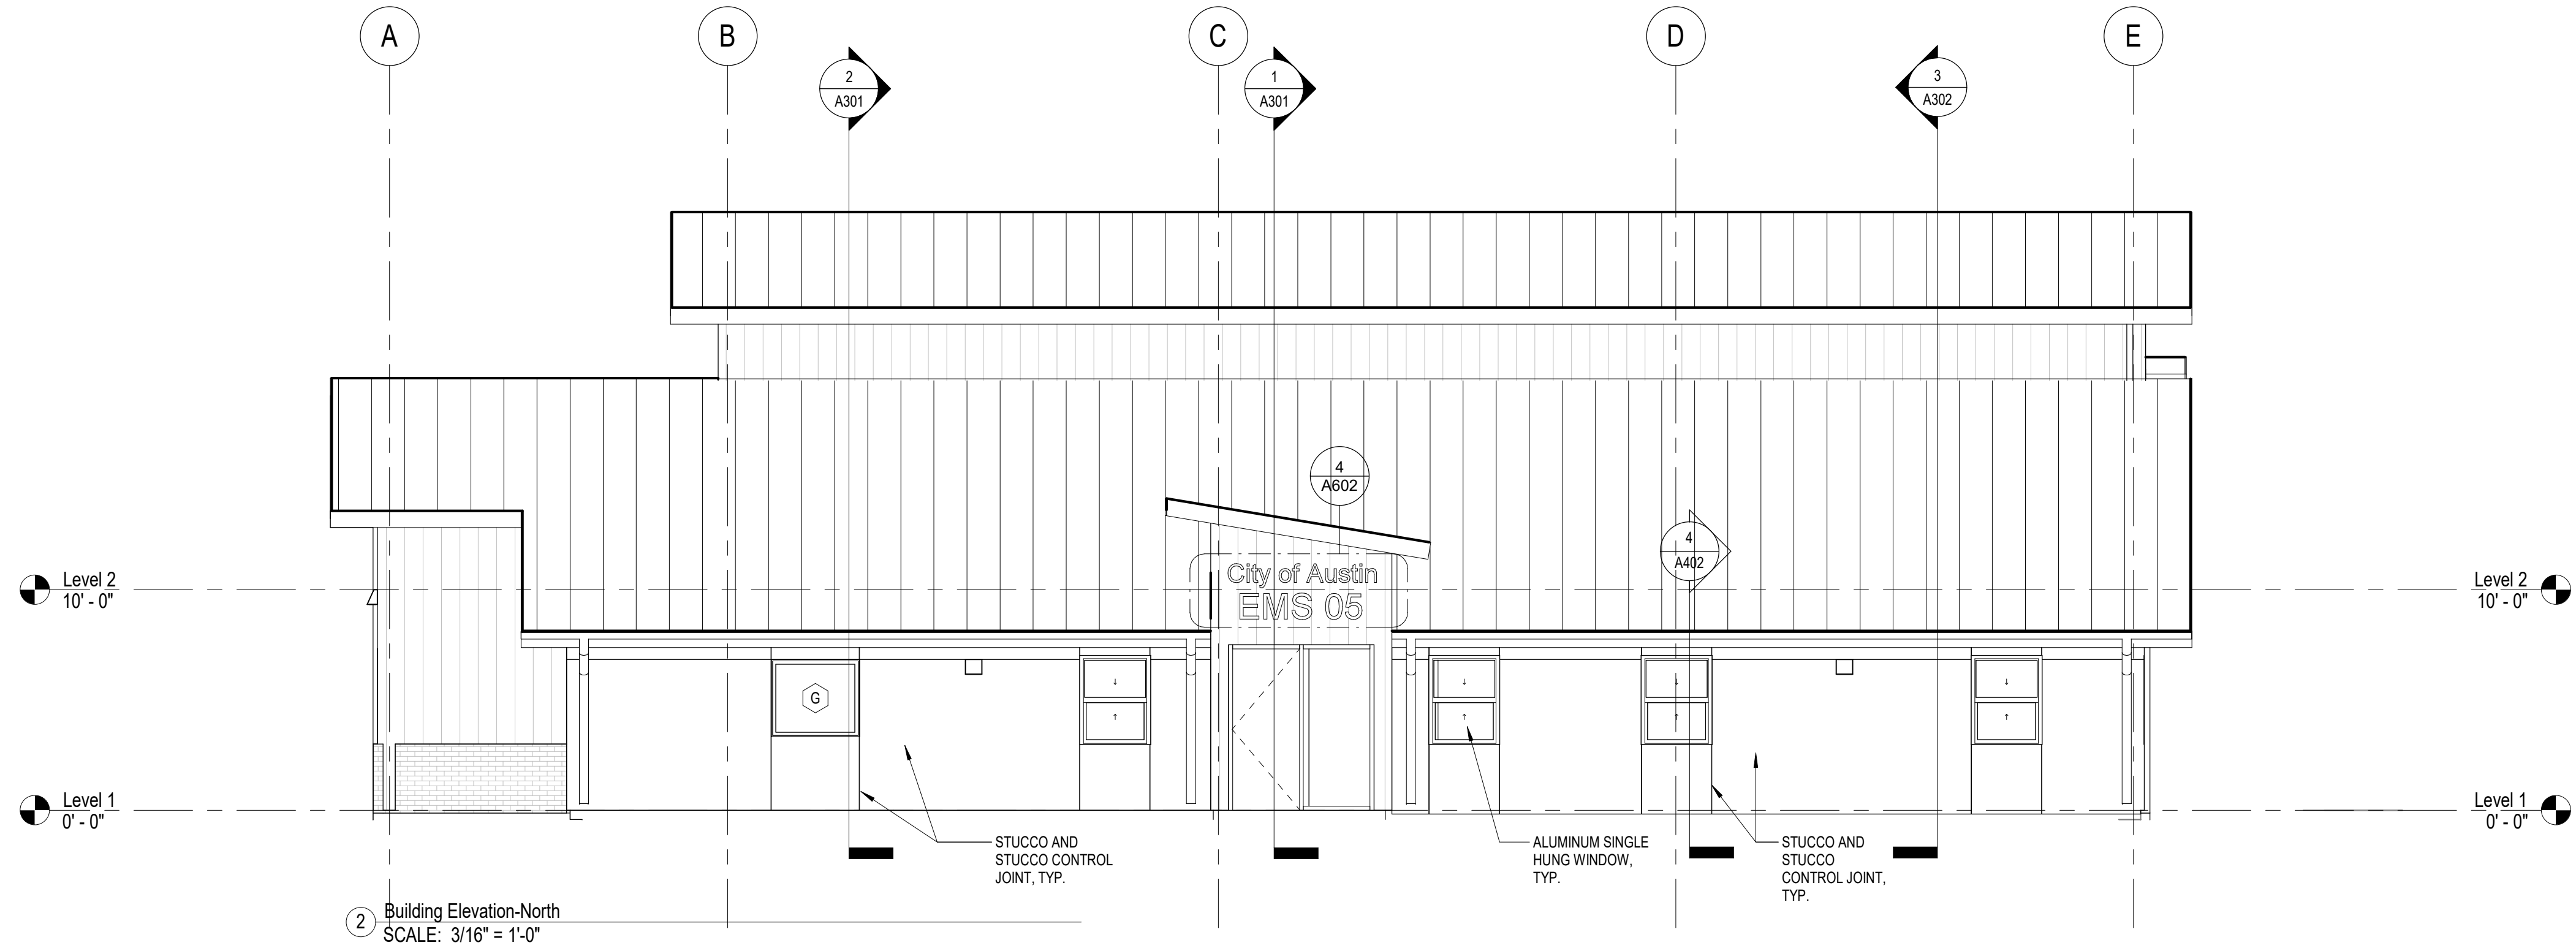 A
B
C
D
E
2
A301
1
A301
3
A302
4
A602
4
A402
City of Austin
EMS 05
Level 2
10' - 0"
Level 2
10' - 0"
G
Level 1
0' - 0"
Level 1
0' - 0"
STUCCO AND
STUCCO CONTROL
JOINT, TYP.
ALUMINUM SINGLE
HUNG WINDOW,
TYP.
STUCCO AND
STUCCO
CONTROL JOINT,
TYP.
2
Building Elevation-North
SCALE: 3/16" = 1'-0"